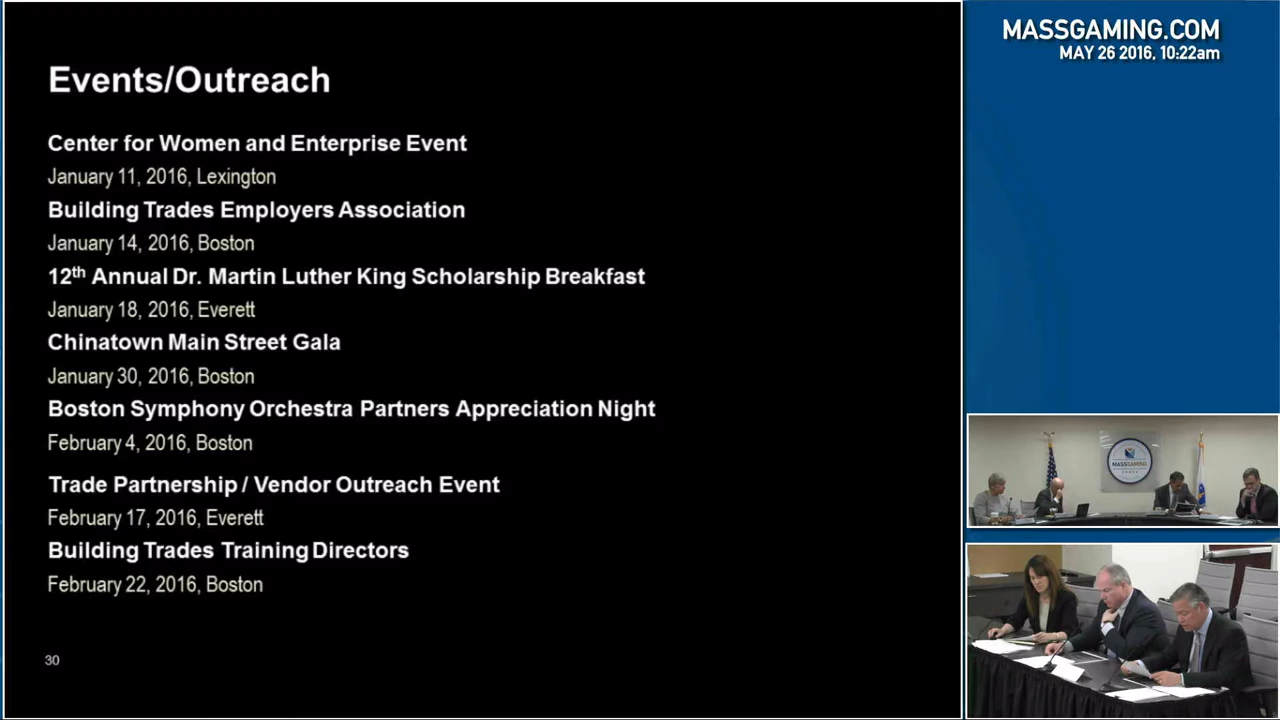 Events/Outreach
Center for Women and Enterprise Event
January 11, 2016, Lexington
Building Trades Employers Association
January 14, 2016, Boston
12th Annual Dr. Martin Luther King Scholarship Breakfast
January 18, 2016, Everett
Chinatown Main Street Gala
January 30, 2016, Boston
Boston Symphony Orchestra Partners Appreciation Night
February 4, 2016, Boston
Trade Partnership / Vendor Outreach Event
February 17, 2016, Everett
Building Trades Training Directors
February 22, 2016, Boston
30
MASSGAMING.COM
MAY 26 2016, 10:22am
MASSGAMING